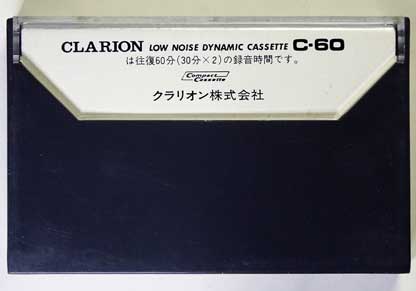 CLARION LOW NOISE DYNAMIC CASSETTE C-60
は往復60分(30分×2)の録音時間です。
Compact Cassette
クラリオン株式会社